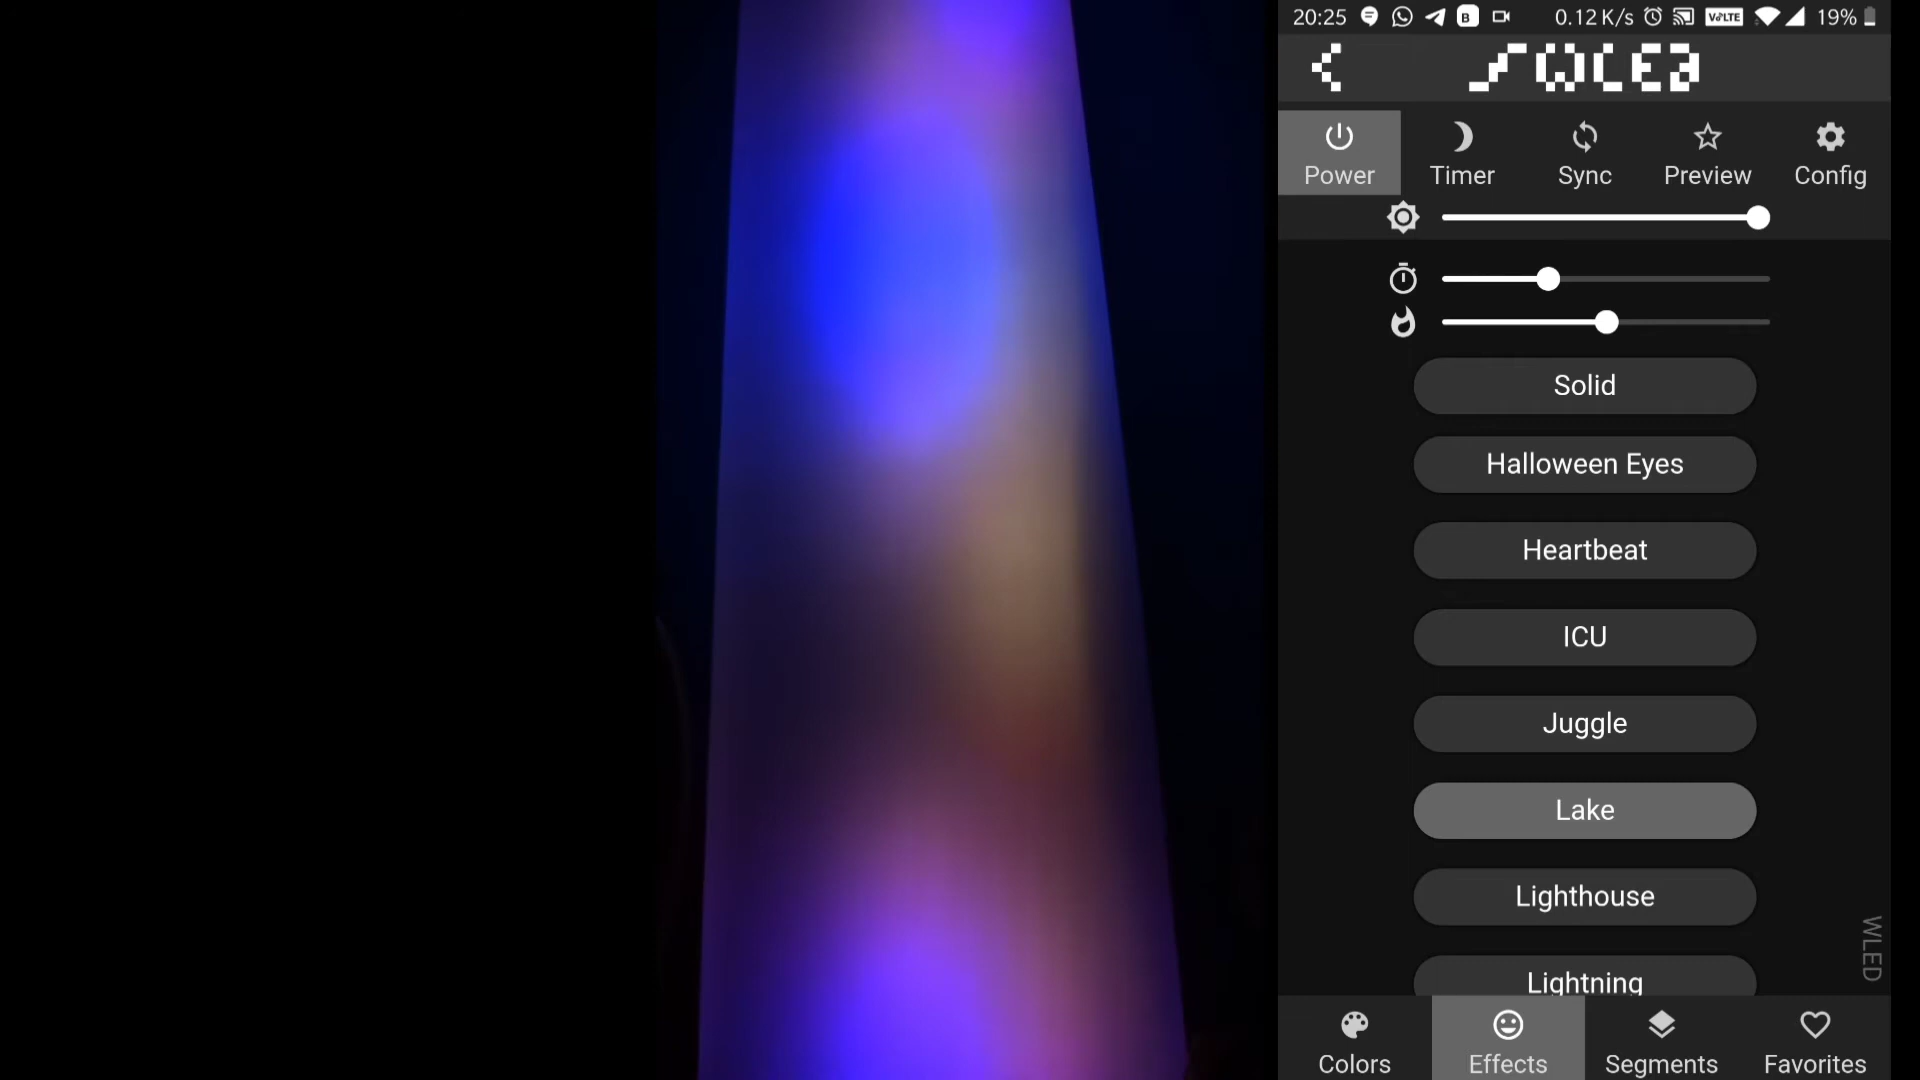 20:25
B
0.12 K/s
VoLTE
19%
Power
Timer
Sync
Preview
Config
Solid
Halloween Eyes
Heartbeat
ICU
Juggle
Lake
Lighthouse
Lightning
WLED
Colors
Effects
Segments
Favorites